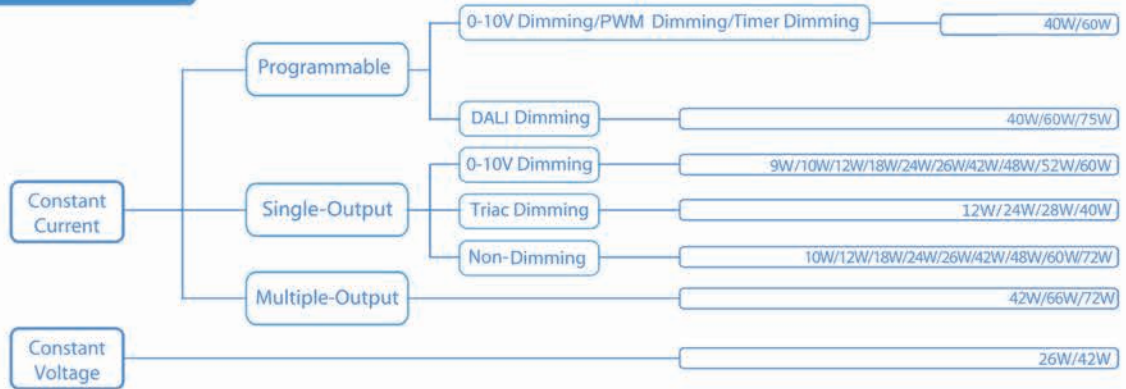 0-10V Dimming/PWM Dimming/Timer Dimming
40W/60W
Programmable
DALI Dimming
40W/60W/75W
0-10V Dimming
9W/10W/12W/18W/24W/26W/42W/48W/52W/60W
Constant
Current
Single-Output
Triac Dimming
12W/24W/28W/40W
Non-Dimming
10W/12W/18W/24W/26W/42W/48W/60W/72W
Multiple-Output
42W/66W/72W
Constant
Voltage
26W/42W